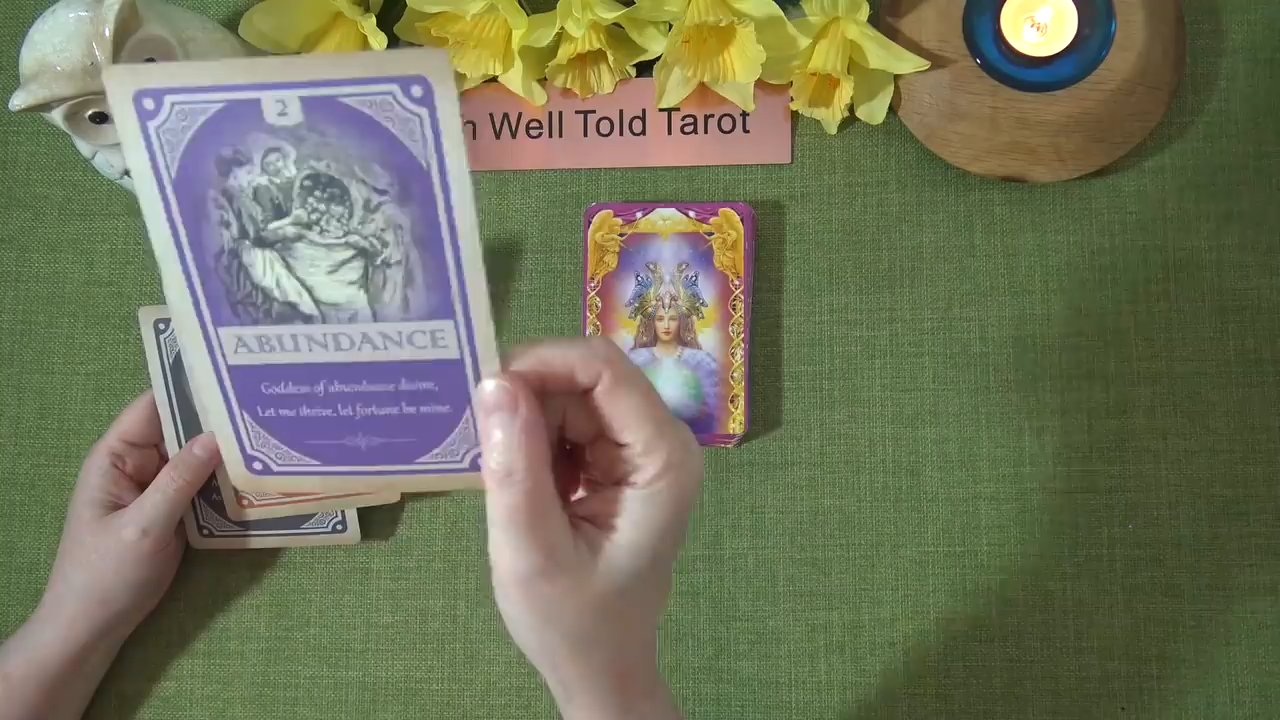 2
n Well Told Tarot
ABUNDANCE
Goddess of abundance divine,
Let me thrive, let fortune be mine.